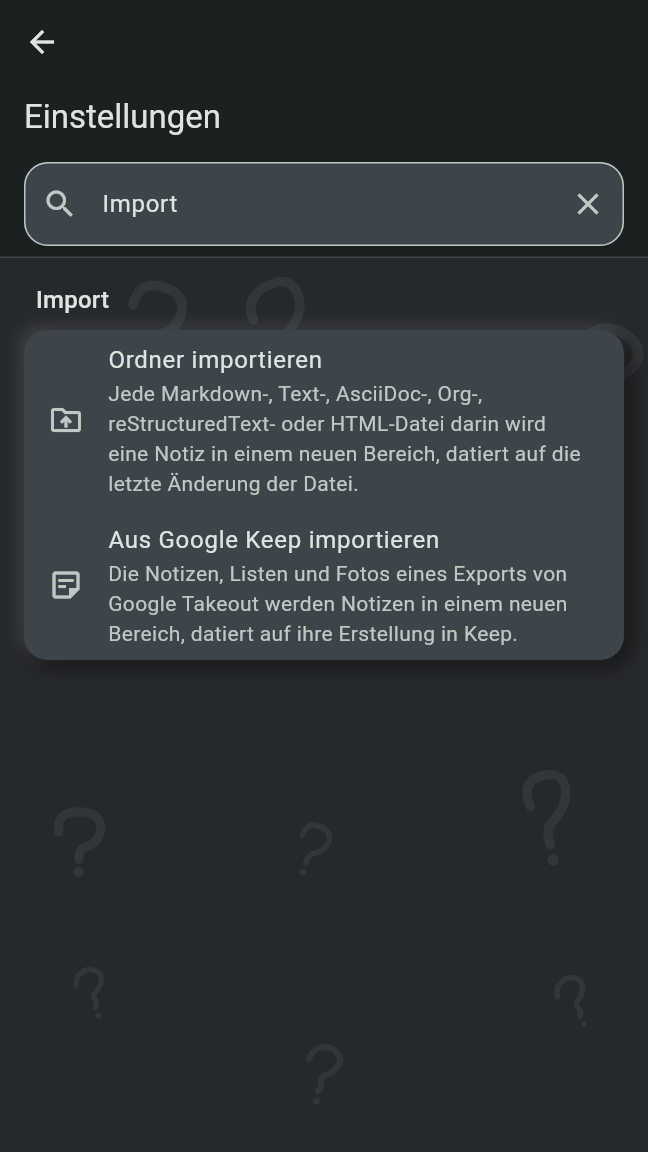 Einstellungen
Import
Import
Ordner importieren
Jede Markdown-, Text-, AsciiDoc-, Org-,
reStructuredText- oder HTML-Datei darin wird
eine Notiz in einem neuen Bereich, datiert auf die
letzte Änderung der Datei.
Aus Google Keep importieren
Die Notizen, Listen und Fotos eines Exports von
Google Takeout werden Notizen in einem neuen
Bereich, datiert auf ihre Erstellung in Keep.